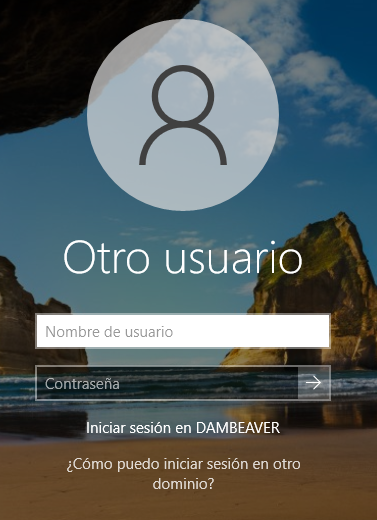 Otro usuario
Nombre de usuario
Contraseña
Iniciar sesión en DAMBEAVER
¿Cómo puedo iniciar sesión en otro
dominio?